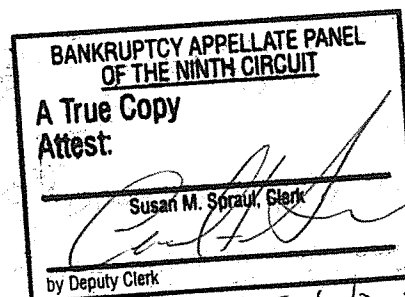 BANKRUPTCY APPELLATE PANEL
OF THE NINTH CIRCUIT
A True Copy
Attest:
Susan M. Spraul, Clerk
by Deputy Clerk